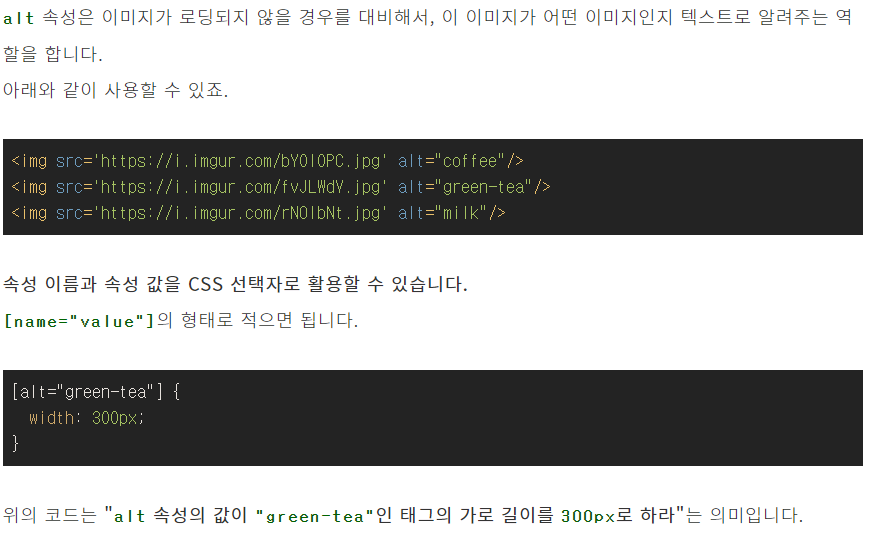 alt 속성은 이미지가 로딩되지 않을 경우를 대비해서, 이 이미지가 어떤 이미지인지 텍스트로 알려주는 역
할을 합니다.
아래와 같이 사용할 수 있죠.
<img src='https://i.imgur.com/bY0l0PC.jpg' alt="coffee"/>
<img src='https://i.imgur.com/fvJLWdV.jpg' alt="green-tea"/>
<img src='https://i.imgur.com/rNOlbNt.jpg' alt="milk"/>
속성 이름과 속성 값을 CSS 선택자로 활용할 수 있습니다.
[name="value"]의 형태로 적으면 됩니다.
[alt="green-tea"] {
  width: 300px;
}
위의 코드는 "alt 속성의 값이 "green-tea"인 태그의 가로 길이를 300px로 하라"는 의미입니다.